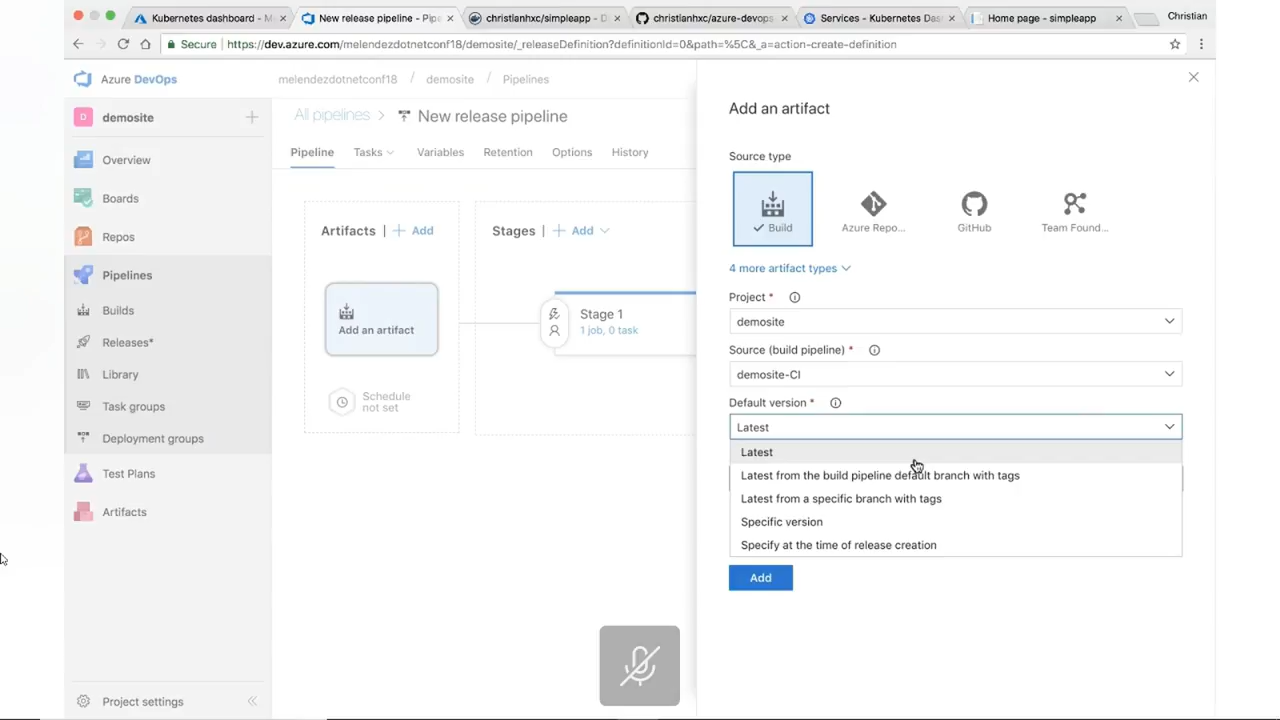 Kubernetes dashboard - M
New release pipeline - Pip
christianhxc/simpleapp - D
christianhxc/azure-devops
Services - Kubernetes Das
Home page - simpleapp
Christian
Secure
https://dev.azure.com/melendezdotnetconf18/demosite/_releaseDefinition?definitionId=0&path=%5C&_a=action-create-definition
Azure DevOps
melendezdotnetconf18 / demosite / Pipelines
D demosite
Overview
Boards
Repos
Pipelines
Builds
Releases*
Library
Task groups
Deployment groups
Test Plans
Artifacts
Project settings
All pipelines > New release pipeline
Pipeline
Tasks
Variables
Retention
Options
History
Artifacts | + Add
Add an artifact
Schedule
not set
Stages | + Add
Stage 1
1 job, 0 task
Add an artifact
Source type
Build
Azure Repo...
GitHub
Team Found...
4 more artifact types
Project *
demosite
Source (build pipeline) *
demosite-CI
Default version *
Latest
Latest
Latest from the build pipeline default branch with tags
Latest from a specific branch with tags
Specific version
Specify at the time of release creation
Add